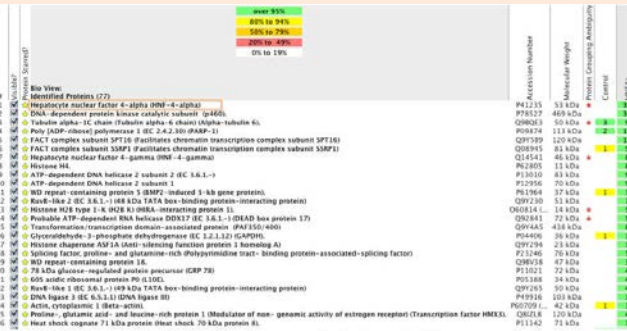 over 95%
80% to 94%
50% to 79%
20% to 49%
0% to 19%
Visible?
Starred?
Accession Number
Molecular Weight
Protein Grouping Ambiguity
Control
Bio View:
Identified Proteins (77)
Hepatocyte nuclear factor 4-alpha (HNF-4-alpha) P41235 53 kDa
DNA-dependent protein kinase catalytic subunit (p460). P78527 469 kDa
Tubulin alpha-1C chain (Tubulin alpha-6 chain) (Alpha-tubulin 6). Q9BQE3 50 kDa 3
Poly [ADP-ribose] polymerase 1 (EC 2.4.2.30) (PARP-1) P09874 113 kDa 2
FACT complex subunit SPT16 (Facilitates chromatin transcription complex subunit SPT16) Q9Y5B9 120 kDa
FACT complex subunit SSRP1 (Facilitates chromatin transcription complex subunit SSRP1) Q08945 81 kDa 1
Hepatocyte nuclear factor 4-gamma (HNF-4-gamma) Q14541 46 kDa
Histone H4. P62805 11 kDa
ATP-dependent DNA helicase 2 subunit 2 (EC 3.6.1.-) P13010 83 kDa
ATP-dependent DNA helicase 2 subunit 1 P12956 70 kDa
WD repeat-containing protein 5 (BMP2-induced 3-kb gene protein). P61964 37 kDa 1
RuvB-like 2 (EC 3.6.1.-) (48 kDa TATA box-binding protein-interacting protein) Q9Y230 51 kDa
Histone H2B type 1-K (H2B K) (HIRA-interacting protein 1). O60814 14 kDa
Probable ATP-dependent RNA helicase DDX17 (EC 3.6.1.-) (DEAD box protein 17) Q92841 72 kDa
Transformation/transcription domain-associated protein (PAF350/400) Q9Y4A5 438 kDa
Glyceraldehyde-3-phosphate dehydrogenase (EC 1.2.1.12) (GAPDH). P04406 36 kDa 1
Histone chaperone ASF1A (Anti-silencing function protein 1 homolog A) Q9Y294 23 kDa
Splicing factor, proline- and glutamine-rich (Polypyrimidine tract- binding protein-associated-splicing factor) P23246 76 kDa
WD repeat-containing protein 18. Q9BV38 47 kDa
78 kDa glucose-regulated protein precursor (GRP 78) P11021 72 kDa
60S acidic ribosomal protein P0 (L10E). P05388 34 kDa
RuvB-like 1 (EC 3.6.1.-) (49 kDa TATA box-binding protein-interacting protein) Q9Y265 50 kDa
DNA ligase 3 (EC 6.5.1.1) (DNA ligase III) P49916 103 kDa
Actin, cytoplasmic 1 (Beta-actin). P60709 (... 42 kDa 1
Proline-, glutamic acid- and leucine-rich protein 1 (Modulator of non- genomic activity of estrogen receptor) (Transcription factor HMX3). Q8IZL8 120 kDa
Heat shock cognate 71 kDa protein (Heat shock 70 kDa protein 8). P11142 71 kDa